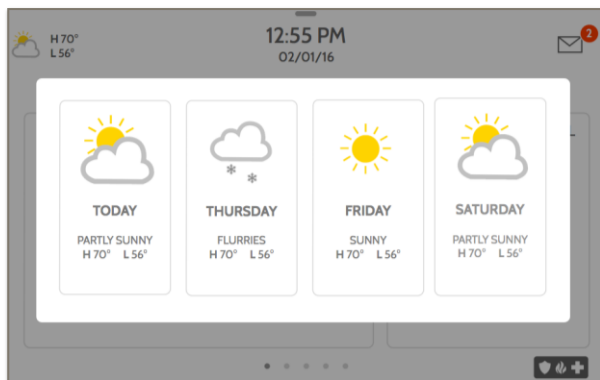 H 70°
L 56°
12:55 PM
02/01/16
2
TODAY
PARTLY SUNNY
H 70° L 56°
THURSDAY
FLURRIES
H 70° L 56°
FRIDAY
SUNNY
H 70° L 56°
SATURDAY
PARTLY SUNNY
H 70° L 56°